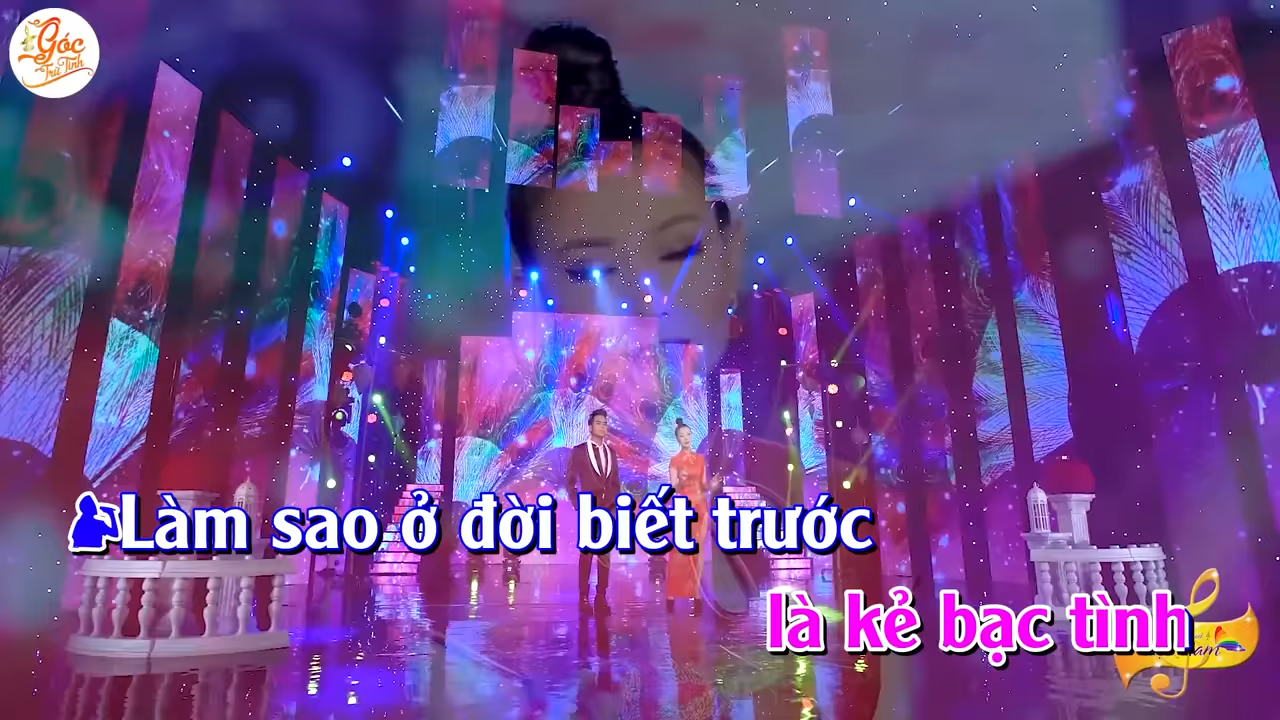 Góc
Trữ Tình
Làm sao ở đời biết trước
là kẻ bạc tình